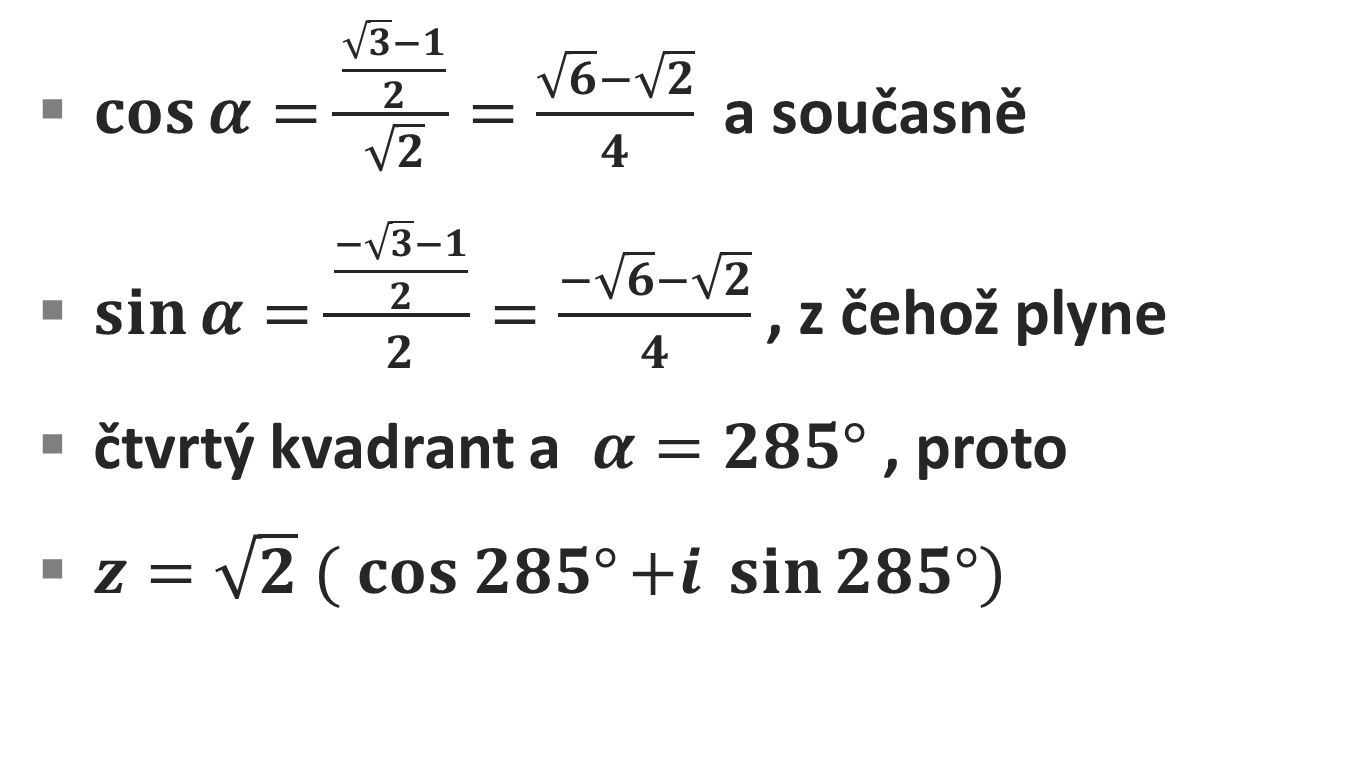 ▪ cos α = ((√3−1)/2)/√2 = (√6−√2)/4 a současně
▪ sin α = ((−√3−1)/2)/2 = (−√6−√2)/4 , z čehož plyne
▪ čtvrtý kvadrant a α = 285° , proto
▪ z = √2 ( cos 285° +i sin 285°)